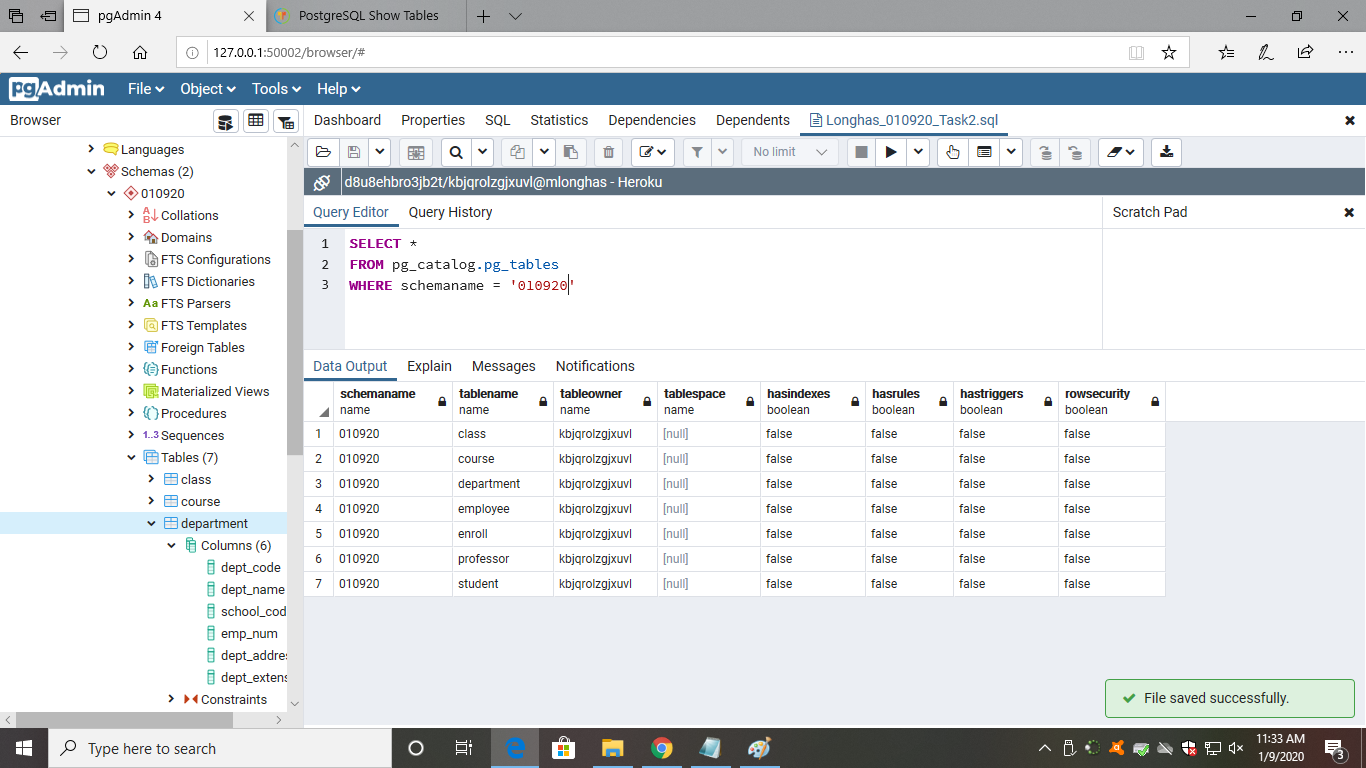 pgAdmin 4
PostgreSQL Show Tables
127.0.0.1:50002/browser/#
pgAdmin File Object Tools Help
Browser
Dashboard Properties SQL Statistics Dependencies Dependents Longhas_010920_Task2.sql
No limit
d8u8ehbro3jb2t/kbjqrolzgjxuvl@mlonghas - Heroku
Languages
Schemas (2)
010920
Collations
Domains
FTS Configurations
FTS Dictionaries
FTS Parsers
FTS Templates
Foreign Tables
Functions
Materialized Views
Procedures
1..3 Sequences
Tables (7)
class
course
department
Columns (6)
dept_code
dept_name
school_cod
emp_num
dept_addre
dept_extens
Constraints
Query Editor Query History
Scratch Pad
1 SELECT *
2 FROM pg_catalog.pg_tables
3 WHERE schemaname = '010920'
Data Output Explain Messages Notifications
schemaname tablename tableowner tablespace hasindexes hasrules hastriggers rowsecurity
name name name name boolean boolean boolean boolean
1 010920 class kbjqrolzgjxuvl [null] false false false false
2 010920 course kbjqrolzgjxuvl [null] false false false false
3 010920 department kbjqrolzgjxuvl [null] false false false false
4 010920 employee kbjqrolzgjxuvl [null] false false false false
5 010920 enroll kbjqrolzgjxuvl [null] false false false false
6 010920 professor kbjqrolzgjxuvl [null] false false false false
7 010920 student kbjqrolzgjxuvl [null] false false false false
File saved successfully.
Type here to search
11:33 AM
1/9/2020
3